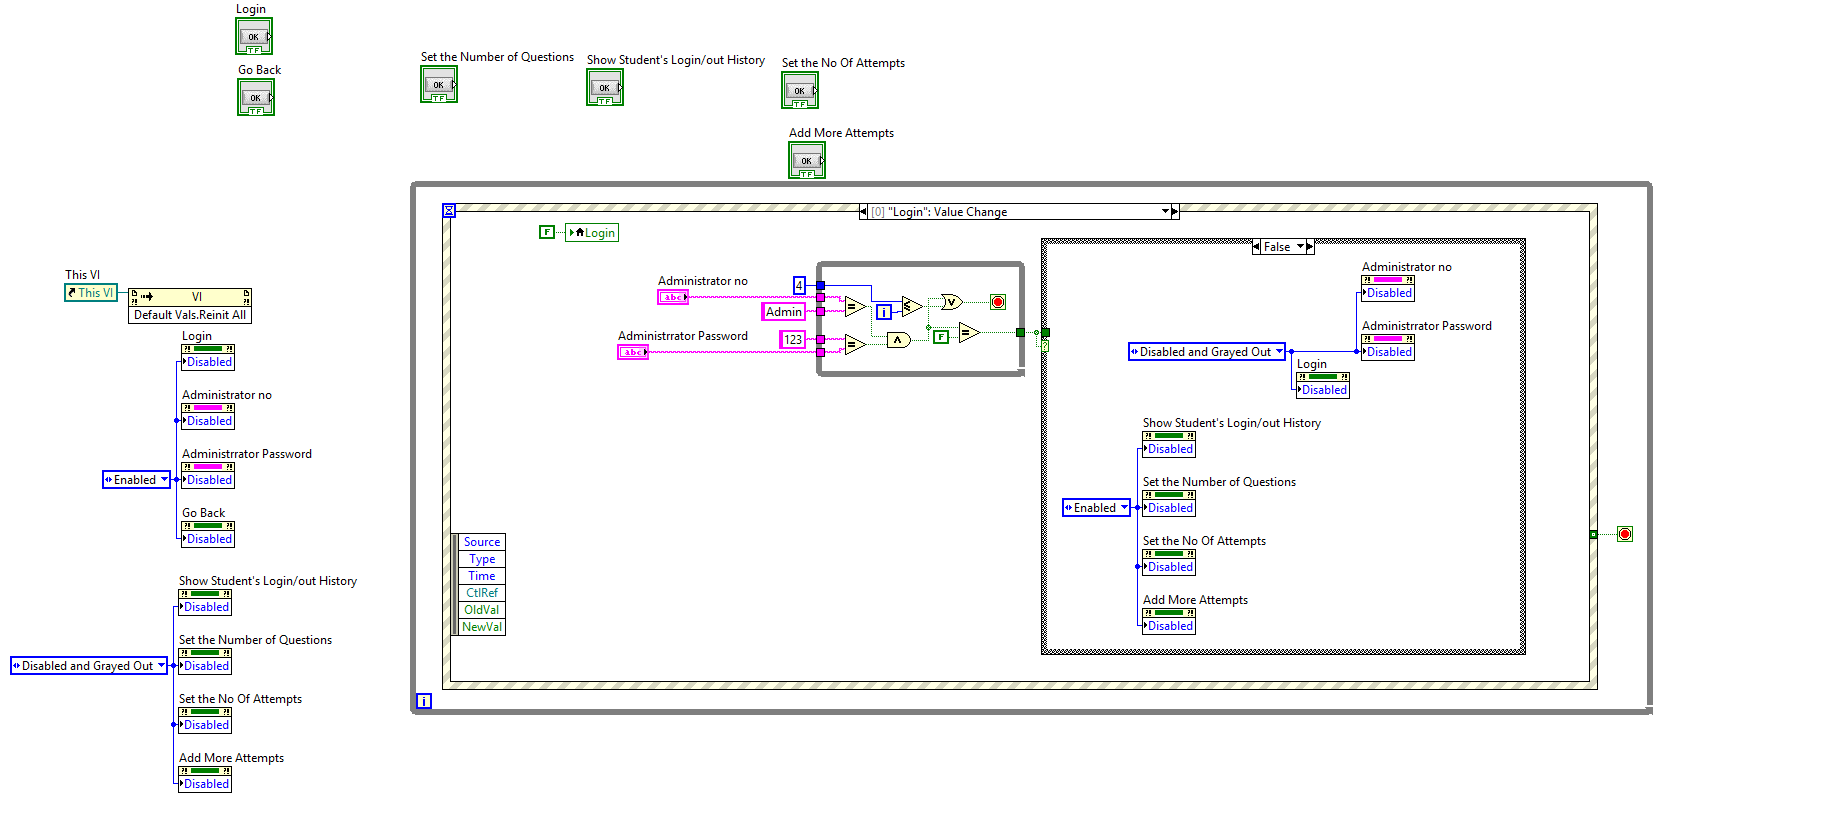 Login
OK
TF
Go Back
OK
TF
Set the Number of Questions
OK
TF
Show Student's Login/out History
OK
TF
Set the No Of Attempts
OK
TF
Add More Attempts
OK
TF
This VI
This VI
VI
Default Vals.Reinit All
Login
Disabled
Administrator no
Disabled
Administrrator Password
Enabled
Disabled
Go Back
Disabled
Show Student's Login/out History
Disabled
Set the Number of Questions
Disabled and Grayed Out
Disabled
Set the No Of Attempts
Disabled
Add More Attempts
Disabled
[0] "Login": Value Change
F
Login
Administrator no
abc
4
Admin
i
Administrrator Password
abc
123
F
Source
Type
Time
CtlRef
OldVal
NewVal
False
Administrator no
Disabled
Administrrator Password
Disabled and Grayed Out
Disabled
Login
Disabled
Show Student's Login/out History
Disabled
Set the Number of Questions
Enabled
Disabled
Set the No Of Attempts
Disabled
Add More Attempts
Disabled
i